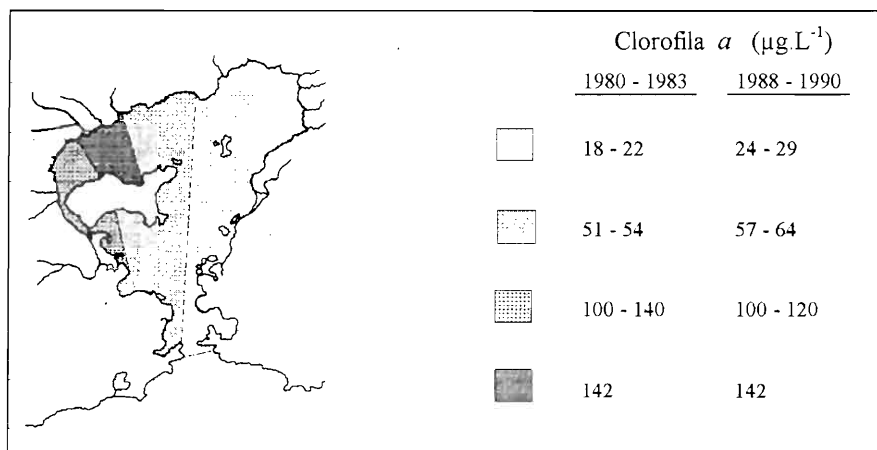 Clorofila a (µg.L-1)
1980 - 1983 1988 - 1990
18 - 22 24 - 29
51 - 54 57 - 64
100 - 140 100 - 120
142 142